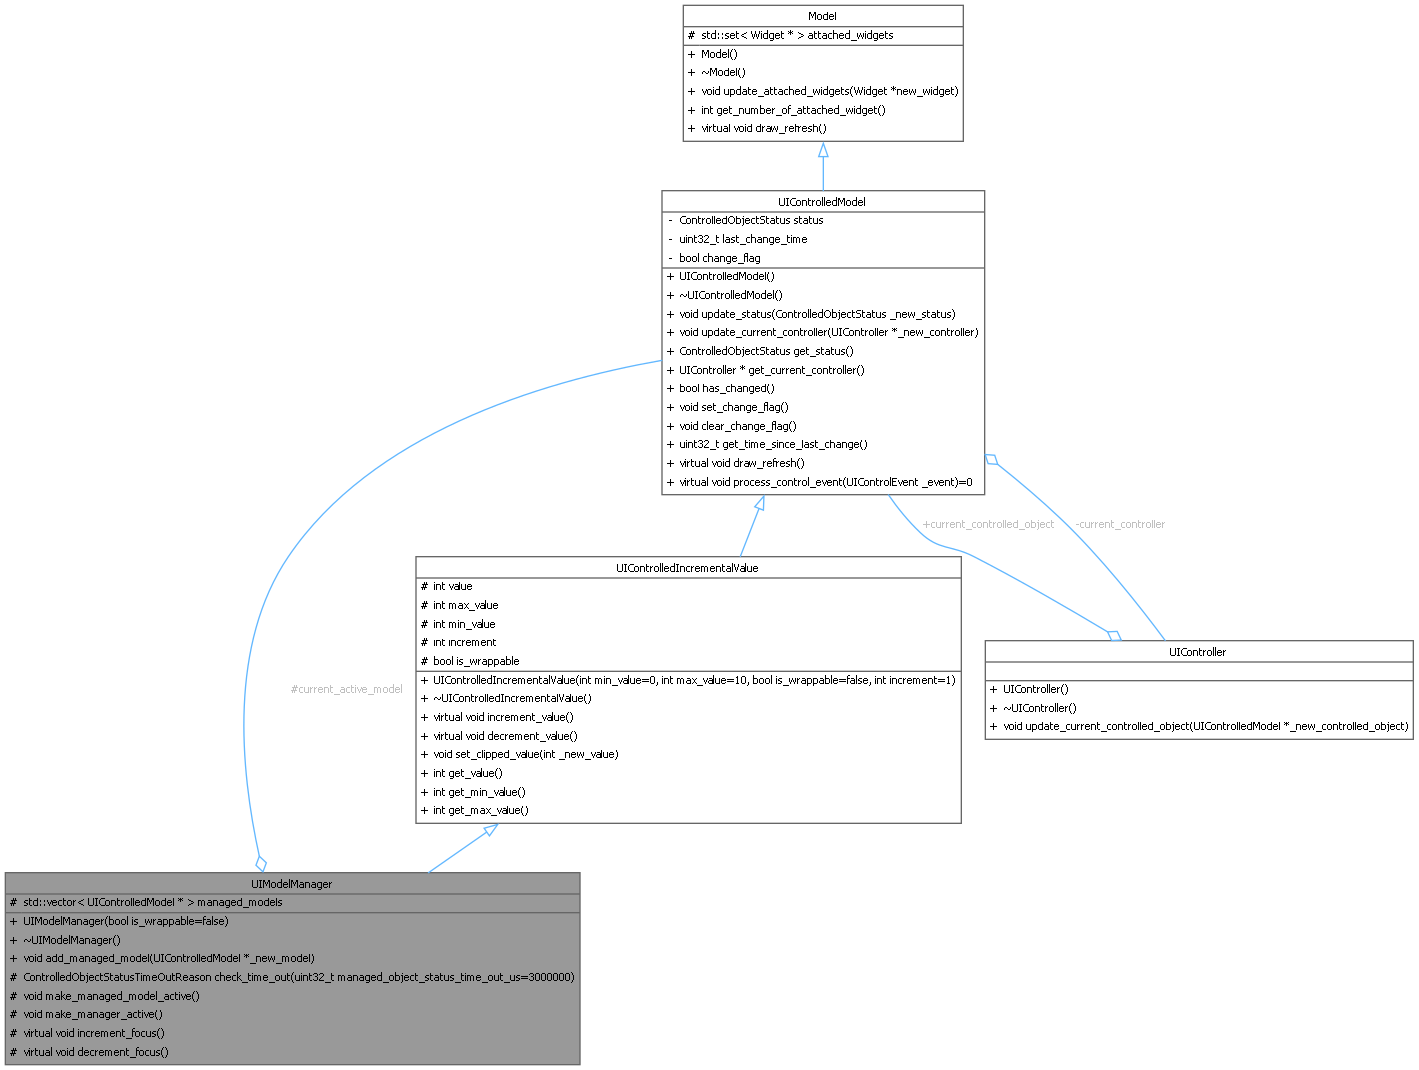 Model
# std::set< Widget * > attached_widgets
+ Model()
+ ~Model()
+ void update_attached_widgets(Widget *new_widget)
+ int get_number_of_attached_widget()
+ virtual void draw_refresh()
UIControlledModel
- ControlledObjectStatus status
- uint32_t last_change_time
- bool change_flag
+ UIControlledModel()
+ ~UIControlledModel()
+ void update_status(ControlledObjectStatus _new_status)
+ void update_current_controller(UIController *_new_controller)
+ ControlledObjectStatus get_status()
+ UIController * get_current_controller()
+ bool has_changed()
+ void set_change_flag()
+ void clear_change_flag()
+ uint32_t get_time_since_last_change()
+ virtual void draw_refresh()
+ virtual void process_control_event(UIControlEvent _event)=0
+current_controlled_object
-current_controller
UIControlledIncrementalValue
# int value
# int max_value
# int min_value
# int increment
# bool is_wrappable
+ UIControlledIncrementalValue(int min_value=0, int max_value=10, bool is_wrappable=false, int increment=1)
+ ~UIControlledIncrementalValue()
+ virtual void increment_value()
+ virtual void decrement_value()
+ void set_clipped_value(int _new_value)
+ int get_value()
+ int get_min_value()
+ int get_max_value()
UIController
+ UIController()
+ ~UIController()
+ void update_current_controlled_object(UIControlledModel *_new_controlled_object)
#current_active_model
UIModelManager
# std::vector< UIControlledModel * > managed_models
+ UIModelManager(bool is_wrappable=false)
+ ~UIModelManager()
+ void add_managed_model(UIControlledModel *_new_model)
# ControlledObjectStatusTimeOutReason check_time_out(uint32_t managed_object_status_time_out_us=3000000)
# void make_managed_model_active()
# void make_manager_active()
# virtual void increment_focus()
# virtual void decrement_focus()